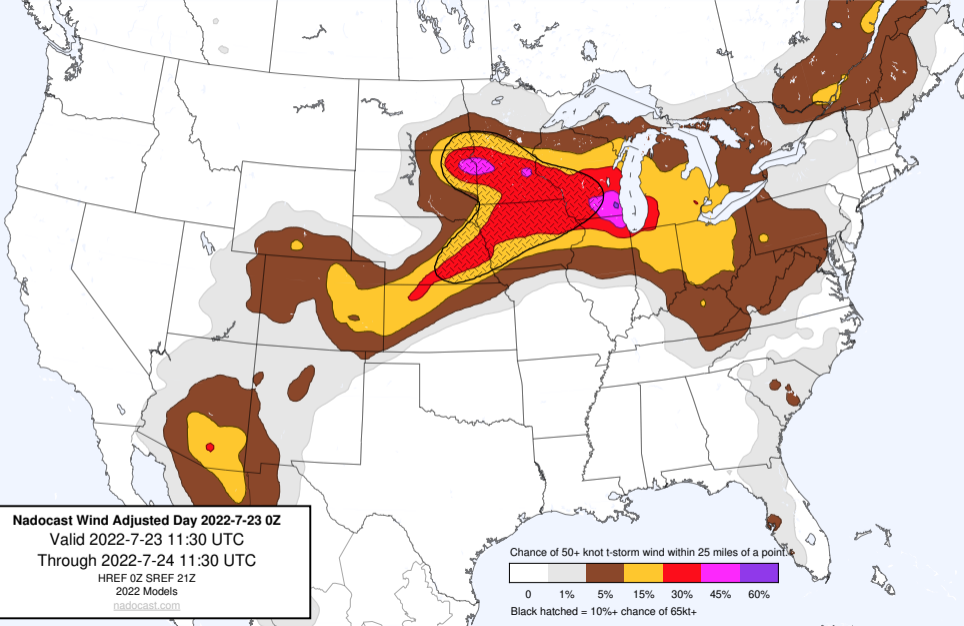 Nadocast Wind Adjusted Day 2022-7-23 0Z
Valid 2022-7-23 11:30 UTC
Through 2022-7-24 11:30 UTC
HREF 0Z SREF 21Z
2022 Models
nadocast.com
Chance of 50+ knot t-storm wind within 25 miles of a point.
0 1% 5% 15% 30% 45% 60%
Black hatched = 10%+ chance of 65kt+